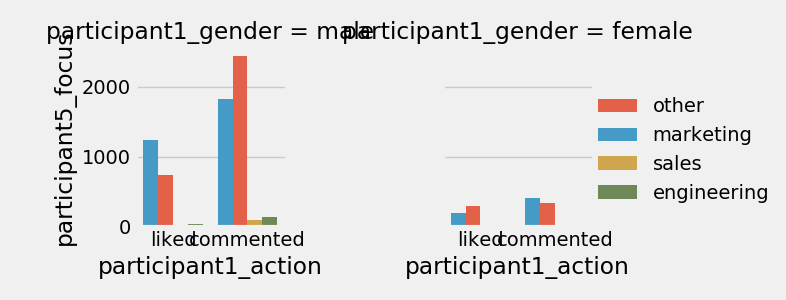 participant1_gender = male
participant1_gender = female
participant5_focus
2000
1000
0
liked
commented
liked
commented
participant1_action
participant1_action
other
marketing
sales
engineering